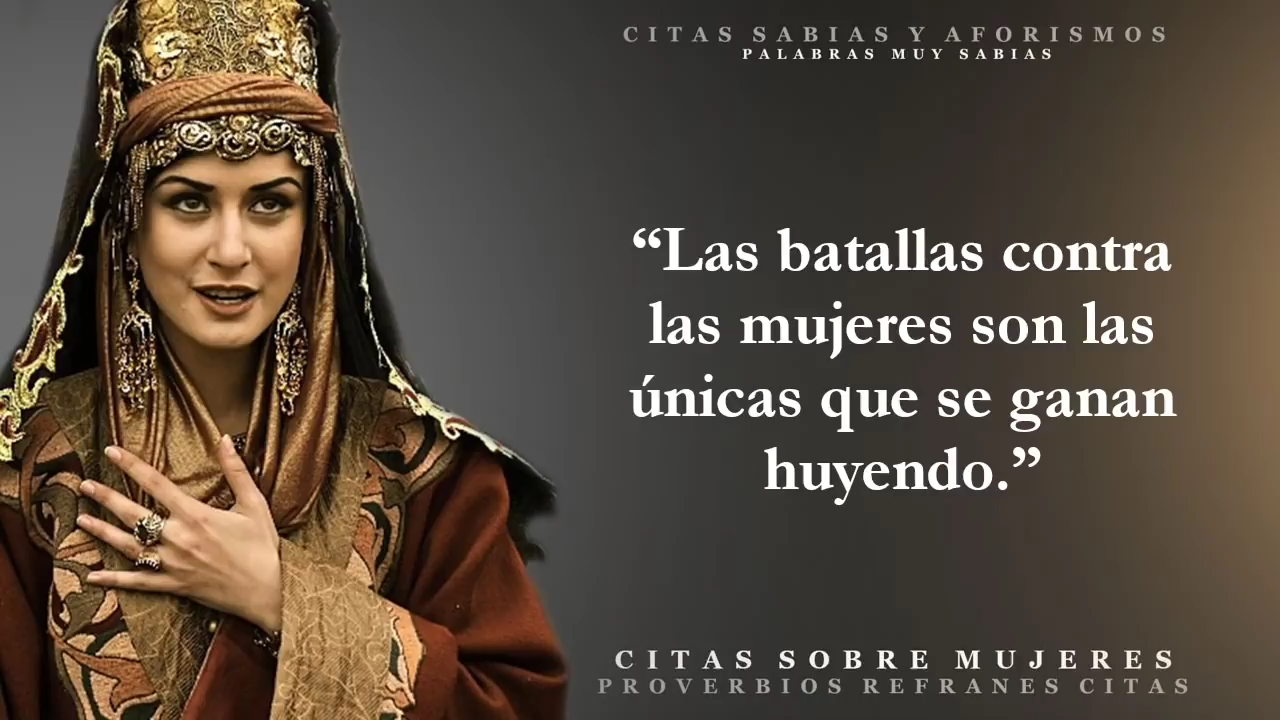 CITAS SABIAS Y AFORISMOS
PALABRAS MUY SABIAS
“Las batallas contra
las mujeres son las
únicas que se ganan
huyendo.”
CITAS SOBRE MUJERES
PROVERBIOS REFRANES CITAS